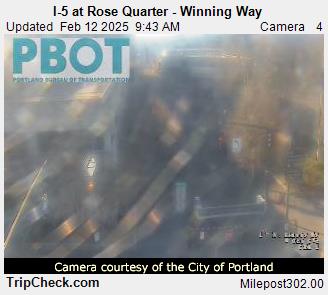 I-5 at Rose Quarter - Winning Way
Updated Feb 12 2025 9:43 AM Camera 4
PBOT
PORTLAND BUREAU OF TRANSPORTATION
Camera courtesy of the City of Portland
TripCheck.com Milepost302.00